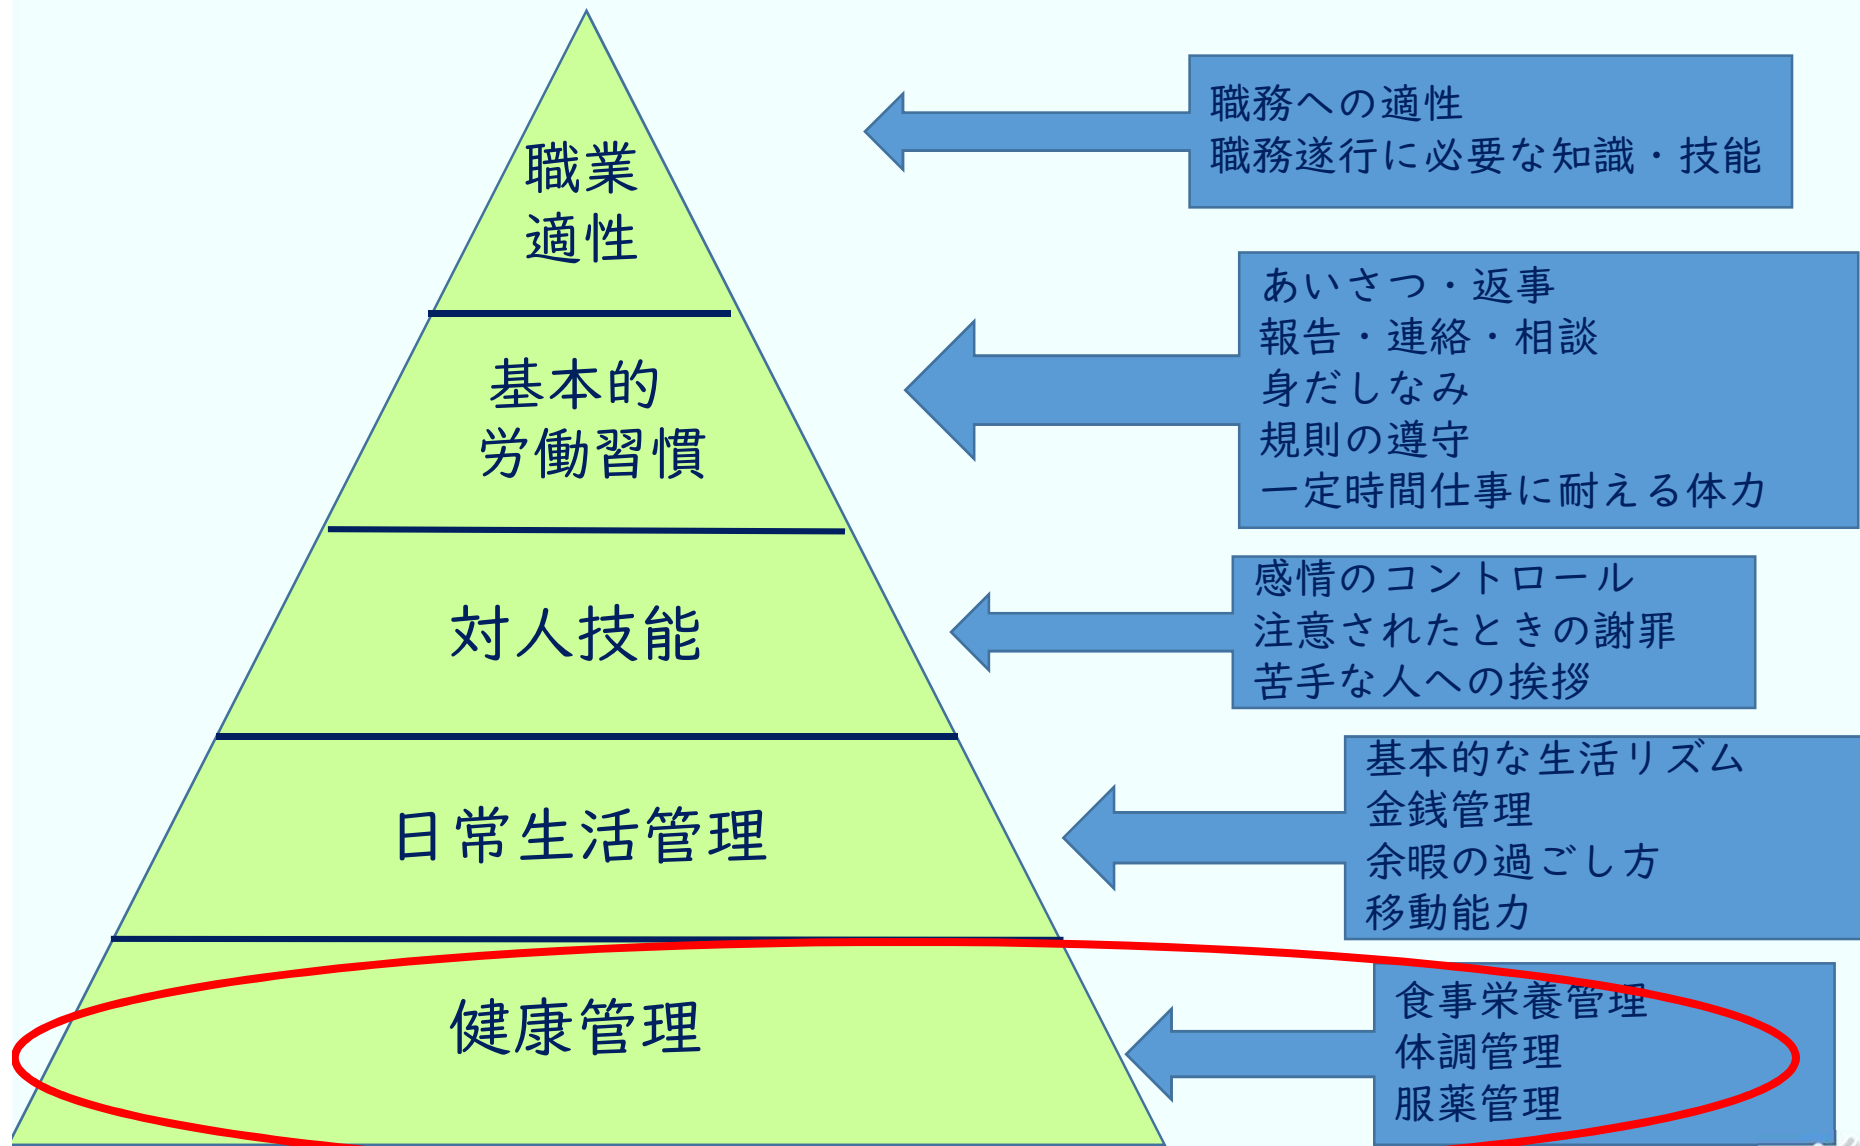 職業
適性
職務への適性
職務遂行に必要な知識・技能
基本的
労働習慣
あいさつ・返事
報告・連絡・相談
身だしなみ
規則の遵守
一定時間仕事に耐える体力
対人技能
感情のコントロール
注意されたときの謝罪
苦手な人への挨拶
日常生活管理
基本的な生活リズム
金銭管理
余暇の過ごし方
移動能力
健康管理
食事栄養管理
体調管理
服薬管理